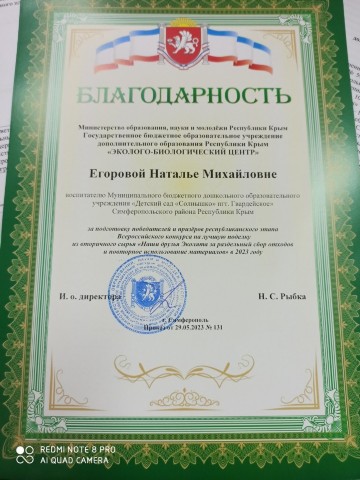 БЛАГОДАРНОСТЬ
Министерство образования, науки и молодёжи Республики Крым
Государственное бюджетное образовательное учреждение
дополнительного образования Республики Крым
«ЭКОЛОГО-БИОЛОГИЧЕСКИЙ ЦЕНТР»
Егоровой Наталье Михайловне
воспитателю Муниципального бюджетного дошкольного образовательного
учреждения «Детский сад «Солнышко» пгт. Гвардейское»
Симферопольского района Республики Крым
за подготовку победителей и призёров республиканского этапа
Всероссийского конкурса на лучшую поделку
из вторичного сырья «Наши друзья Эколята за раздельный сбор отходов
и повторное использование материалов» в 2023 году
И. о. директора Н. С. Рыбка
г. Симферополь
Приказ от 29.05.2023 № 131
REDMI NOTE 8 PRO
AI QUAD CAMERA